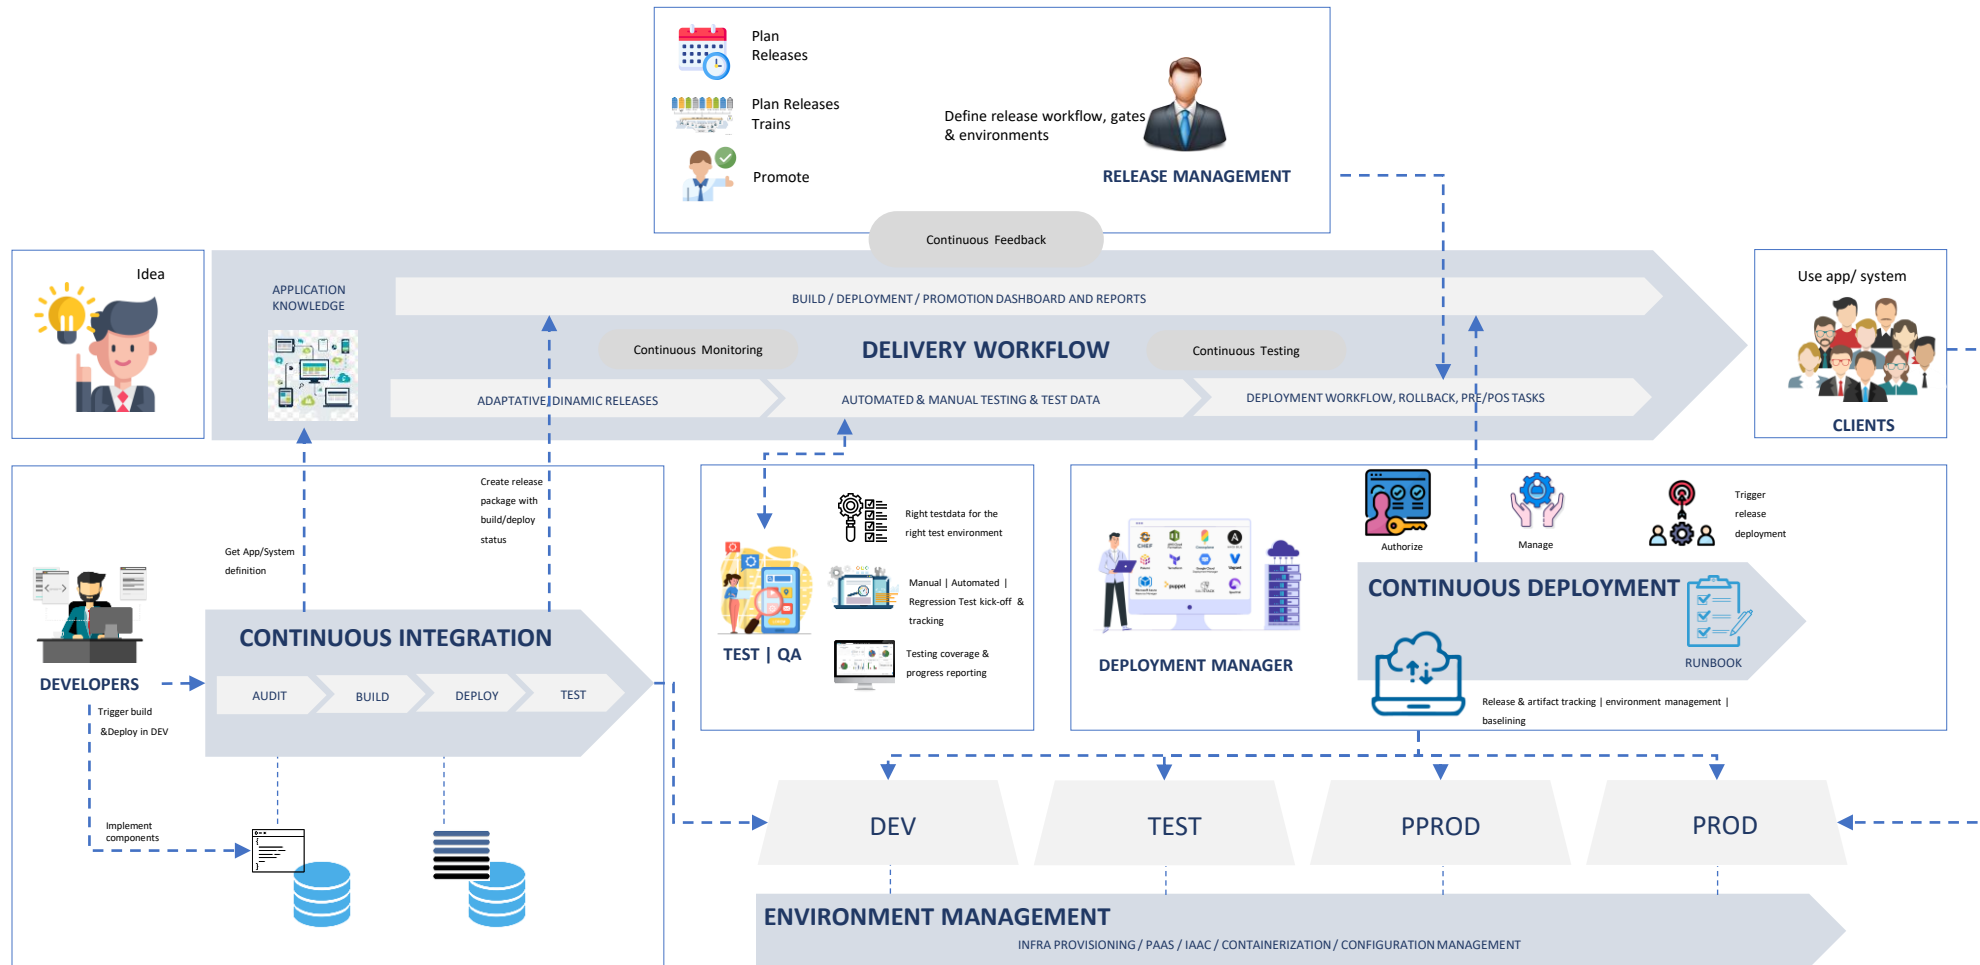 Plan
Releases
Plan Releases
Trains
Promote
Define release workflow, gates
& environments
RELEASE MANAGEMENT
Continuous Feedback
Idea
APPLICATION
KNOWLEDGE
BUILD / DEPLOYMENT / PROMOTION DASHBOARD AND REPORTS
Continuous Monitoring
DELIVERY WORKFLOW
Continuous Testing
ADAPTATIVE/DINAMIC RELEASES
AUTOMATED & MANUAL TESTING & TEST DATA
DEPLOYMENT WORKFLOW, ROLLBACK, PRE/POS TASKS
Use app/ system
CLIENTS
Get App/System
definition
Create release
package with
build/deploy
status
DEVELOPERS
CONTINUOUS INTEGRATION
AUDIT
BUILD
DEPLOY
TEST
Trigger build
&Deploy in DEV
Implement
components
TEST | QA
Right testdata for the
right test environment
Manual | Automated |
Regression Test kick-off &
tracking
Testing coverage &
progress reporting
CHEF
puppet
DEPLOYMENT MANAGER
Authorize
Manage
Trigger
release
deployment
CONTINUOUS DEPLOYMENT
RUNBOOK
Release & artifact tracking | environment management |
baselining
DEV
TEST
PPROD
PROD
ENVIRONMENT MANAGEMENT
INFRA PROVISIONING / PAAS / IAAC / CONTAINERIZATION / CONFIGURATION MANAGEMENT